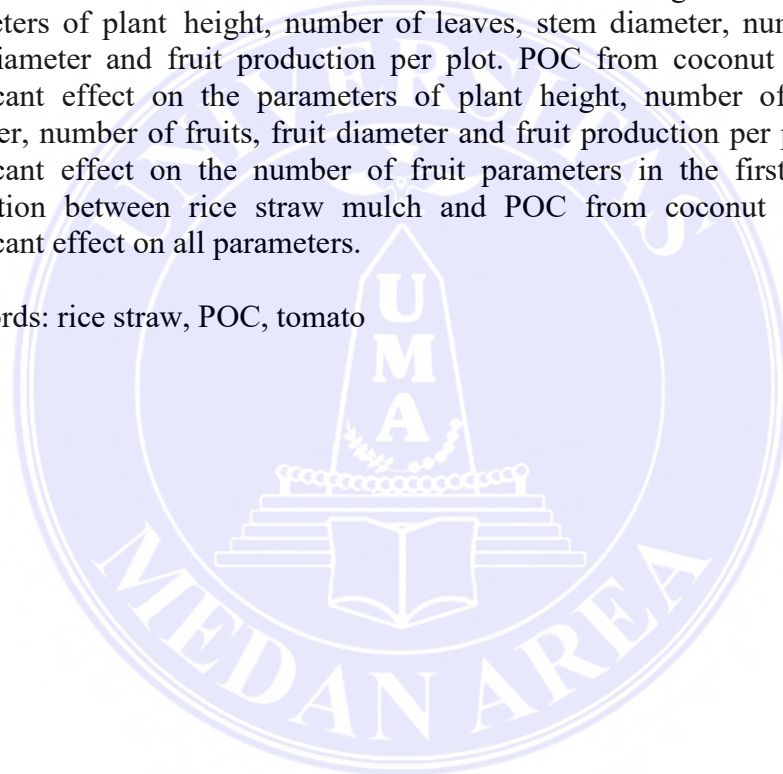 eters of plant height, number of leaves, stem diameter, num
iameter and fruit production per plot. POC from coconut
cant effect on the parameters of plant height, number of
er, number of fruits, fruit diameter and fruit production per
cant effect on the number of fruit parameters in the first
tion between rice straw mulch and POC from coconut
cant effect on all parameters.
rds: rice straw, POC, tomato
UNIVERSITAS
UMA
MEDAN AREA